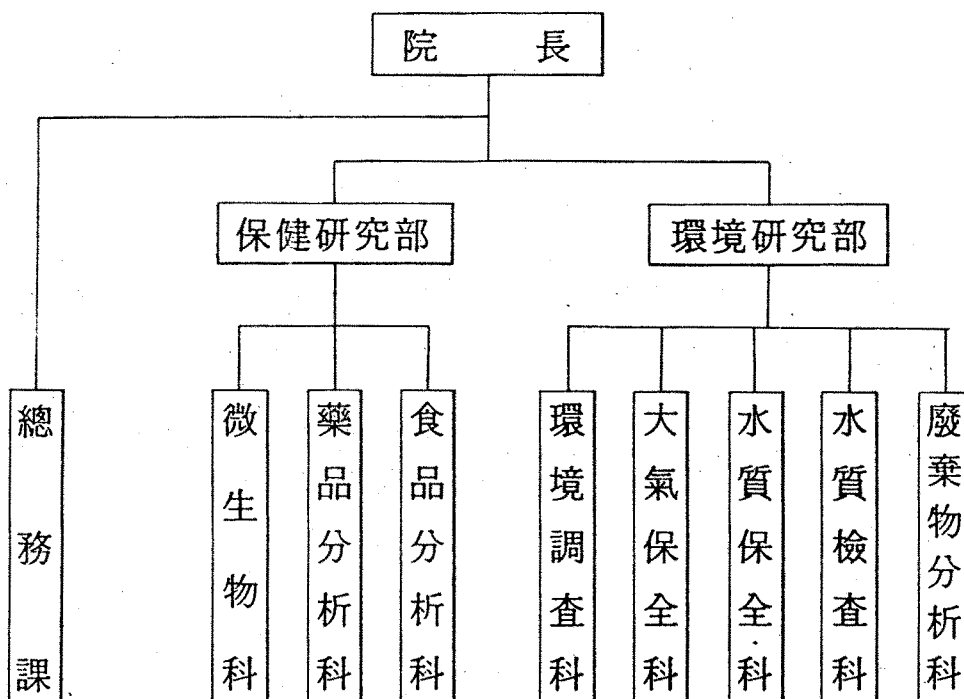 院長
保健研究部
環境研究部
總務課
微生物科
藥品分析科
食品分析科
環境調査科
大氣保全科
水質保全科
水質檢査科
廢棄物分析科